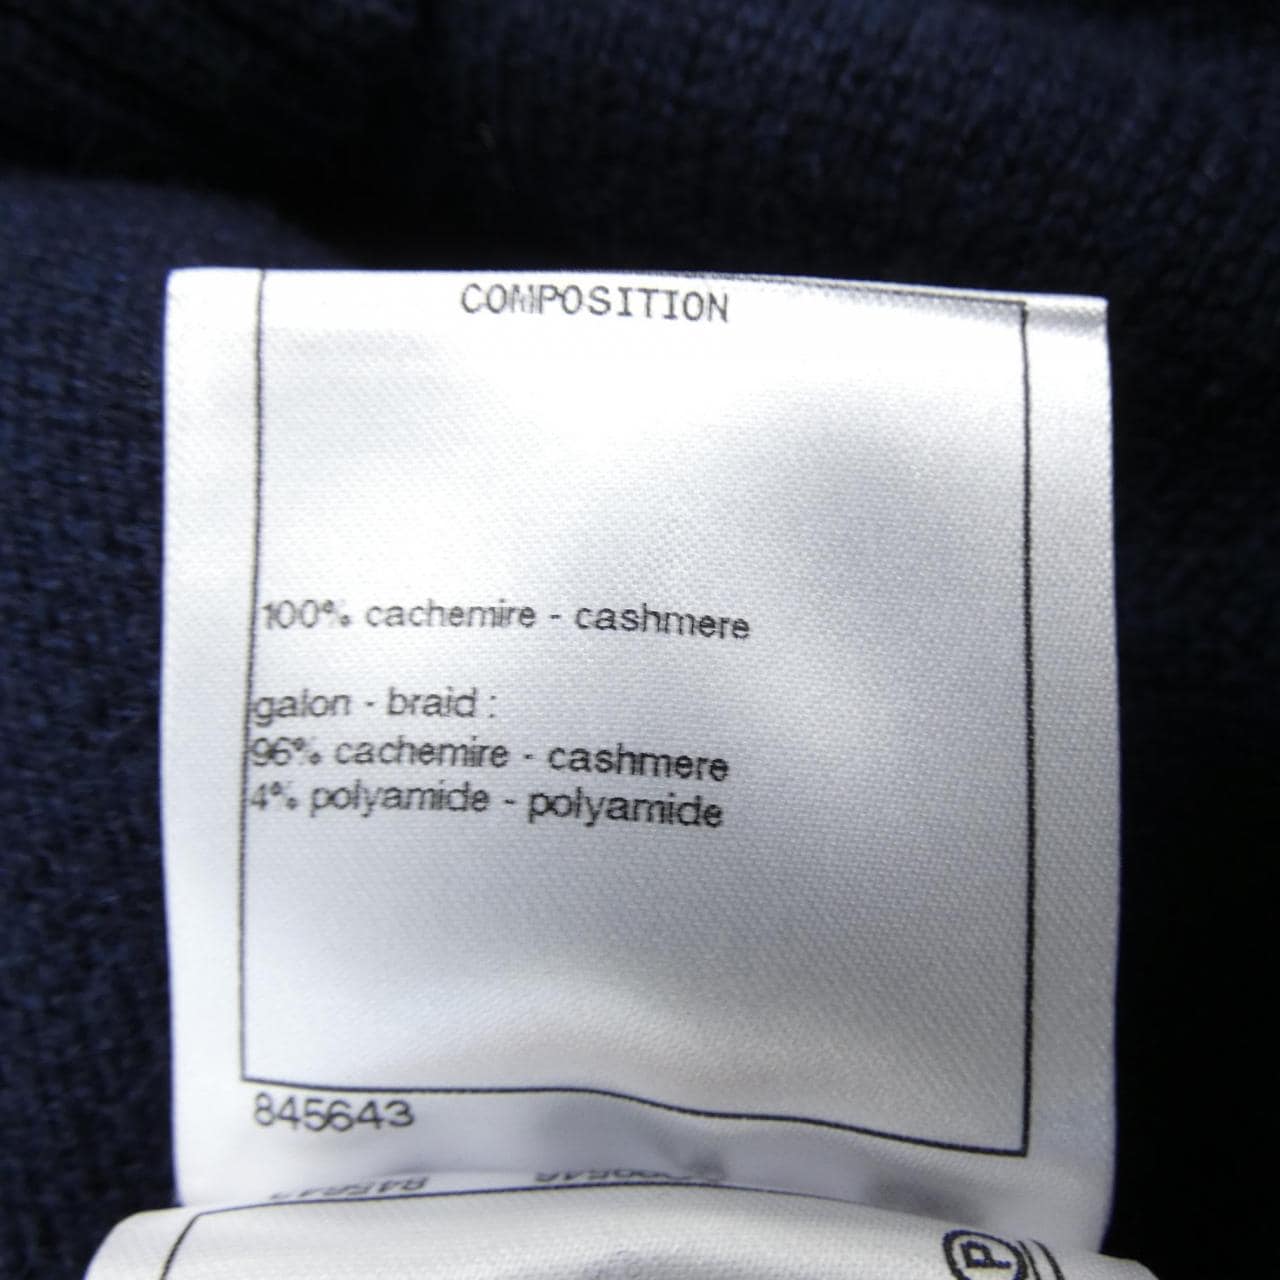 COMPOSITION
100% cachemire - cashmere
galon - braid :
96% cachemire - cashmere
4% polyamide - polyamide
845643
P